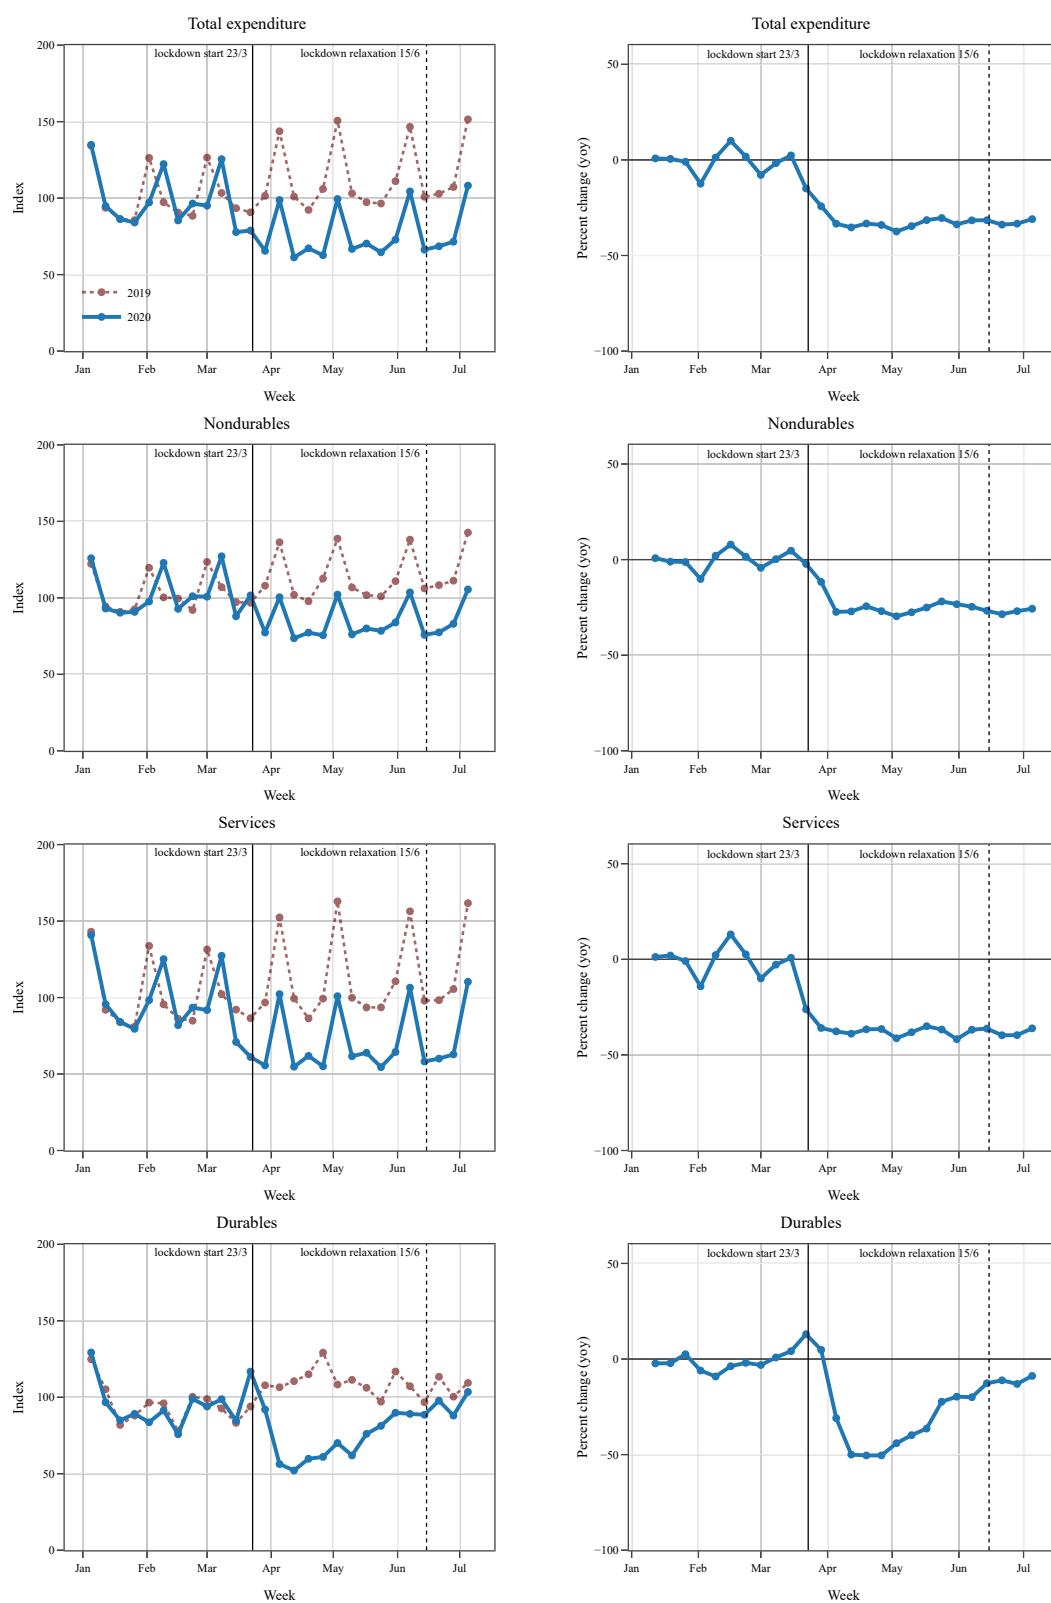 Total expenditure
lockdown start 23/3
lockdown relaxation 15/6
200
150
100
50
0
Index
2019
2020
Jan Feb Mar Apr May Jun Jul
Week
Total expenditure
lockdown start 23/3
lockdown relaxation 15/6
50
0
−50
−100
Percent change (yoy)
Jan Feb Mar Apr May Jun Jul
Week
Nondurables
lockdown start 23/3
lockdown relaxation 15/6
200
150
100
50
0
Index
Jan Feb Mar Apr May Jun Jul
Week
Nondurables
lockdown start 23/3
lockdown relaxation 15/6
50
0
−50
−100
Percent change (yoy)
Jan Feb Mar Apr May Jun Jul
Week
Services
lockdown start 23/3
lockdown relaxation 15/6
200
150
100
50
0
Index
Jan Feb Mar Apr May Jun Jul
Week
Services
lockdown start 23/3
lockdown relaxation 15/6
50
0
−50
−100
Percent change (yoy)
Jan Feb Mar Apr May Jun Jul
Week
Durables
lockdown start 23/3
lockdown relaxation 15/6
200
150
100
50
0
Index
Jan Feb Mar Apr May Jun Jul
Week
Durables
lockdown start 23/3
lockdown relaxation 15/6
50
0
−50
−100
Percent change (yoy)
Jan Feb Mar Apr May Jun Jul
Week